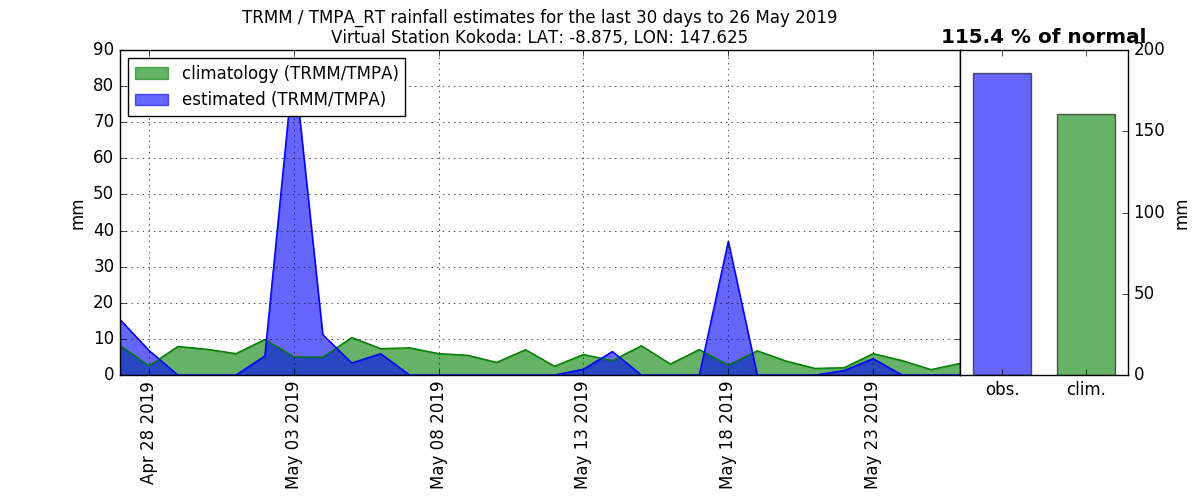 TRMM / TMPA_RT rainfall estimates for the last 30 days to 26 May 2019
Virtual Station Kokoda: LAT: -8.875, LON: 147.625
115.4 % of normal
climatology (TRMM/TMPA)
estimated (TRMM/TMPA)
90
80
70
60
50
40
30
20
10
0
mm
Apr 28 2019
May 03 2019
May 08 2019
May 13 2019
May 18 2019
May 23 2019
200
150
100
50
0
mm
obs.
clim.